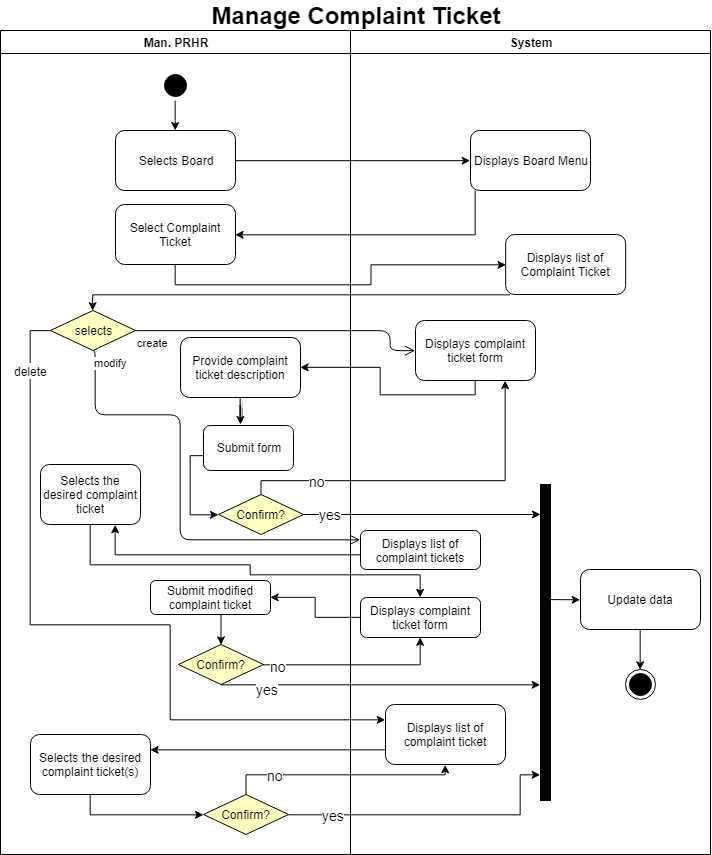 Manage Complaint Ticket
Man. PRHR
System
Selects Board
Displays Board Menu
Select Complaint
Ticket
Displays list of
Complaint Ticket
selects
create
modify
delete
Displays complaint
ticket form
Provide complaint
ticket description
Submit form
no
Confirm?
yes
Selects the
desired complaint
ticket
Displays list of
complaint tickets
Submit modified
complaint ticket
Displays complaint
ticket form
Update data
Confirm?
no
yes
Displays list of
complaint ticket
Selects the desired
complaint ticket(s)
no
Confirm?
yes